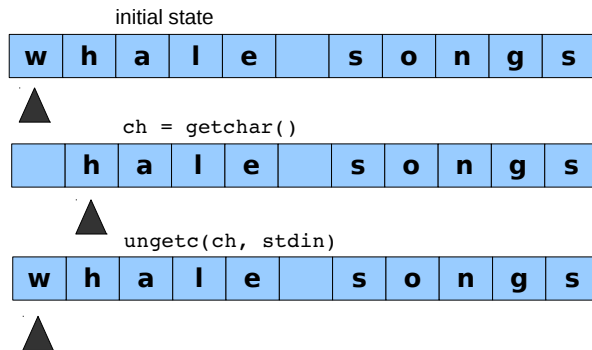 initial state
w h a l e   s o n g s
ch = getchar()
h a l e   s o n g s
ungetc(ch, stdin)
w h a l e   s o n g s